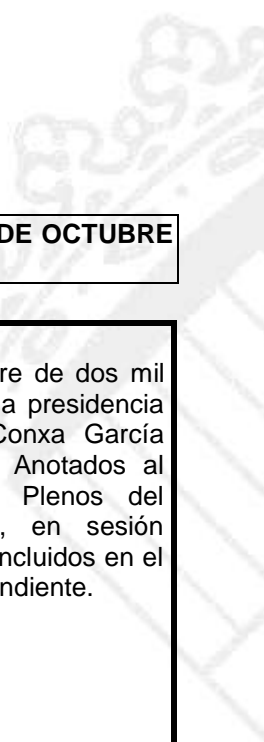 DE OCTUBRE
re de dos mil
a presidencia
Conxa García
Anotados al
Plenos del
, en sesión
ncluidos en el
ndiente.